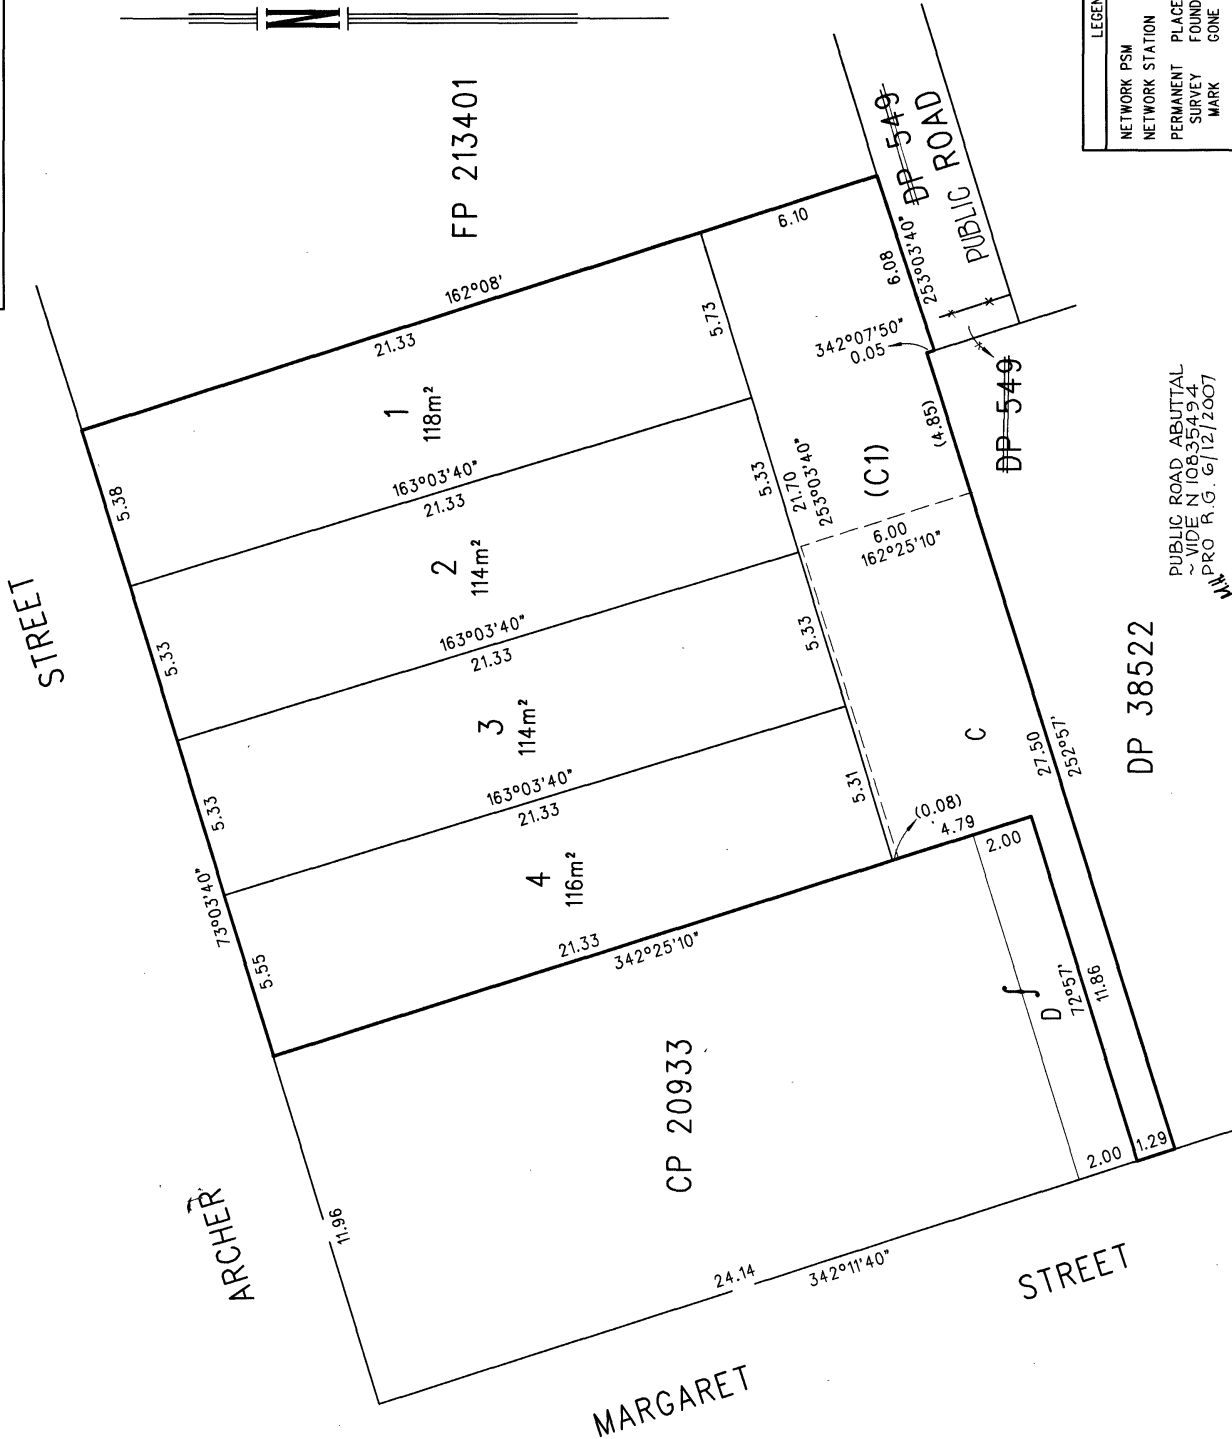 N
LEGEN
NETWORK PSM
NETWORK STATION
PERMANENT PLACE
SURVEY FOUND
MARK GONE
STREET
FP 213401
DP 549
PUBLIC ROAD
162°08'
21.33
6.10
6.08
253°03'40"
342°07'50"
0.05
5.73
5.38
1
118m²
163°03'40"
21.33
5.33
21.70
253°03'40"
(C1)
(4.85)
DP 549
6.00
162°25'10"
5.33
2
114m²
163°03'40"
21.33
5.33
5.33
3
114m²
163°03'40"
21.33
5.31
C
27.50
252°57'
DP 38522
PUBLIC ROAD ABUTTAL
~ VIDE N 10835494
PRO R.G. 6/12/2007
73°03'40"
5.55
4
116m²
21.33
342°25'10"
(0.08)
4.79
2.00
D
72°57'
11.86
2.00
1.29
CP 20933
ARCHER
11.96
24.14
342°11'40"
MARGARET
STREET